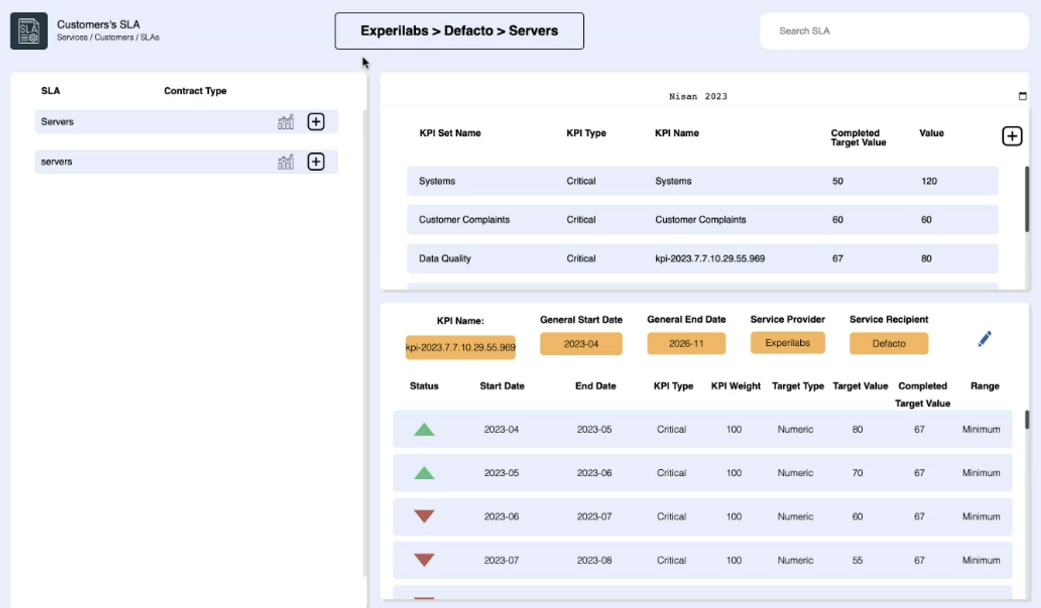 SLA
Customers's SLA
Services / Customers / SLAs
Experilabs > Defacto > Servers
Search SLA
SLA Contract Type
Servers
servers
Nisan 2023
KPI Set Name KPI Type KPI Name Completed Target Value Value
Systems Critical Systems 50 120
Customer Complaints Critical Customer Complaints 60 60
Data Quality Critical kpi-2023.7.7.10.29.55.969 67 80
KPI Name: General Start Date General End Date Service Provider Service Recipient
kpi-2023.7.7.10.29.55.969 2023-04 2026-11 Experilabs Defacto
Status Start Date End Date KPI Type KPI Weight Target Type Target Value Completed Target Value Range
2023-04 2023-05 Critical 100 Numeric 80 67 Minimum
2023-05 2023-06 Critical 100 Numeric 70 67 Minimum
2023-06 2023-07 Critical 100 Numeric 60 67 Minimum
2023-07 2023-08 Critical 100 Numeric 55 67 Minimum